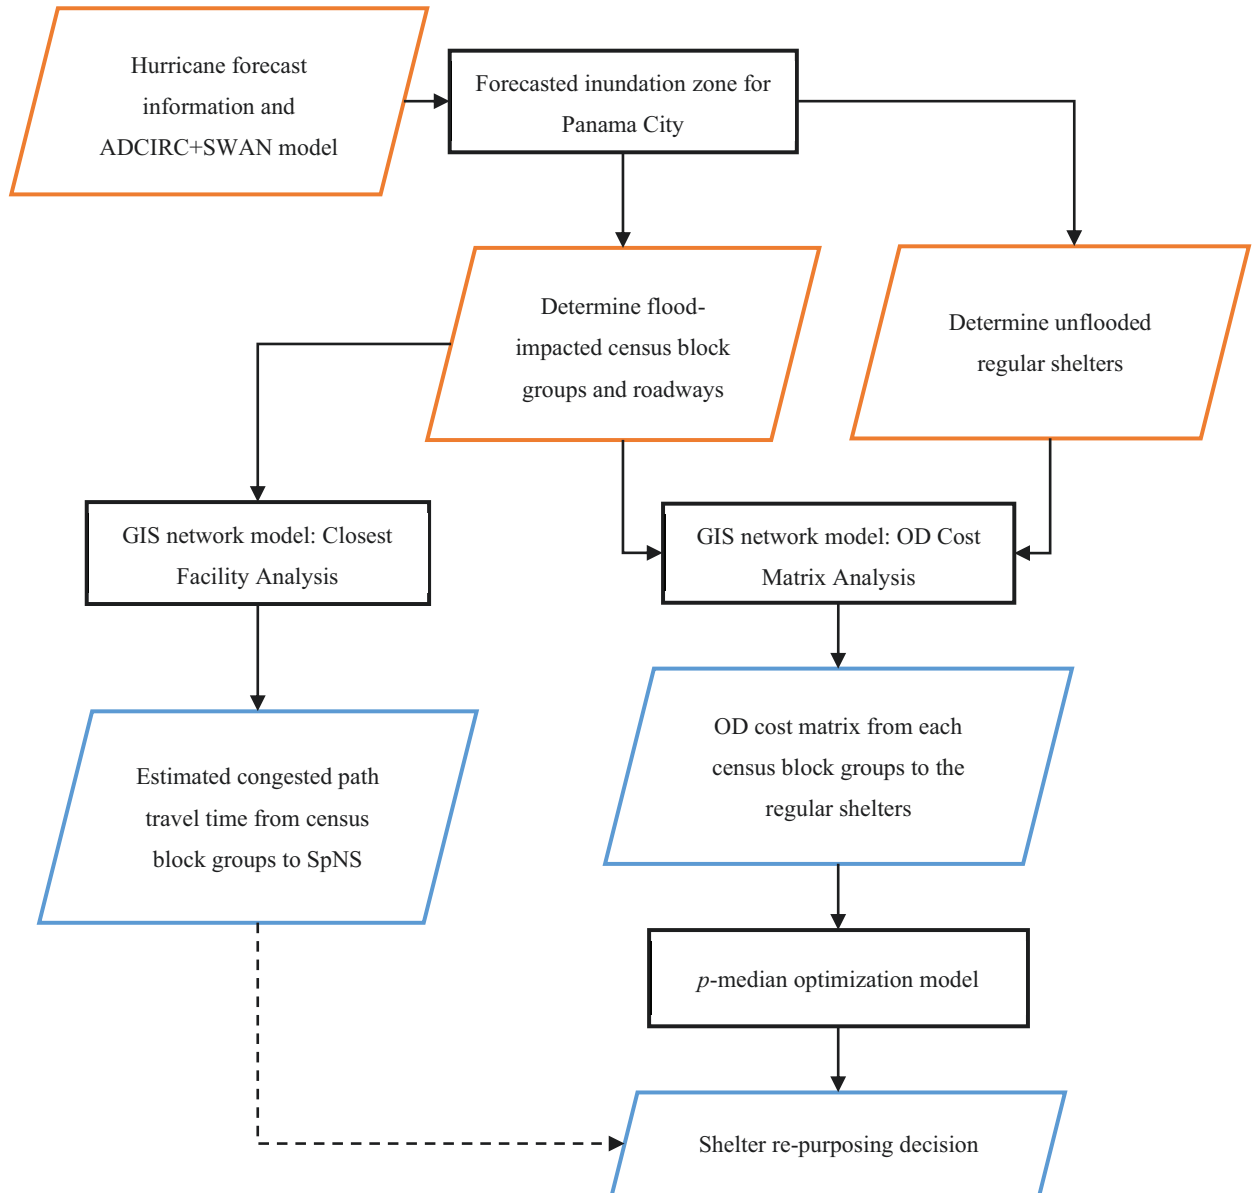 Hurricane forecast
information and
ADCIRC+SWAN model
Forecasted inundation zone for
Panama City
Determine flood-
impacted census block
groups and roadways
Determine unflooded
regular shelters
GIS network model: Closest
Facility Analysis
GIS network model: OD Cost
Matrix Analysis
Estimated congested path
travel time from census
block groups to SpNS
OD cost matrix from each
census block groups to the
regular shelters
p-median optimization model
Shelter re-purposing decision